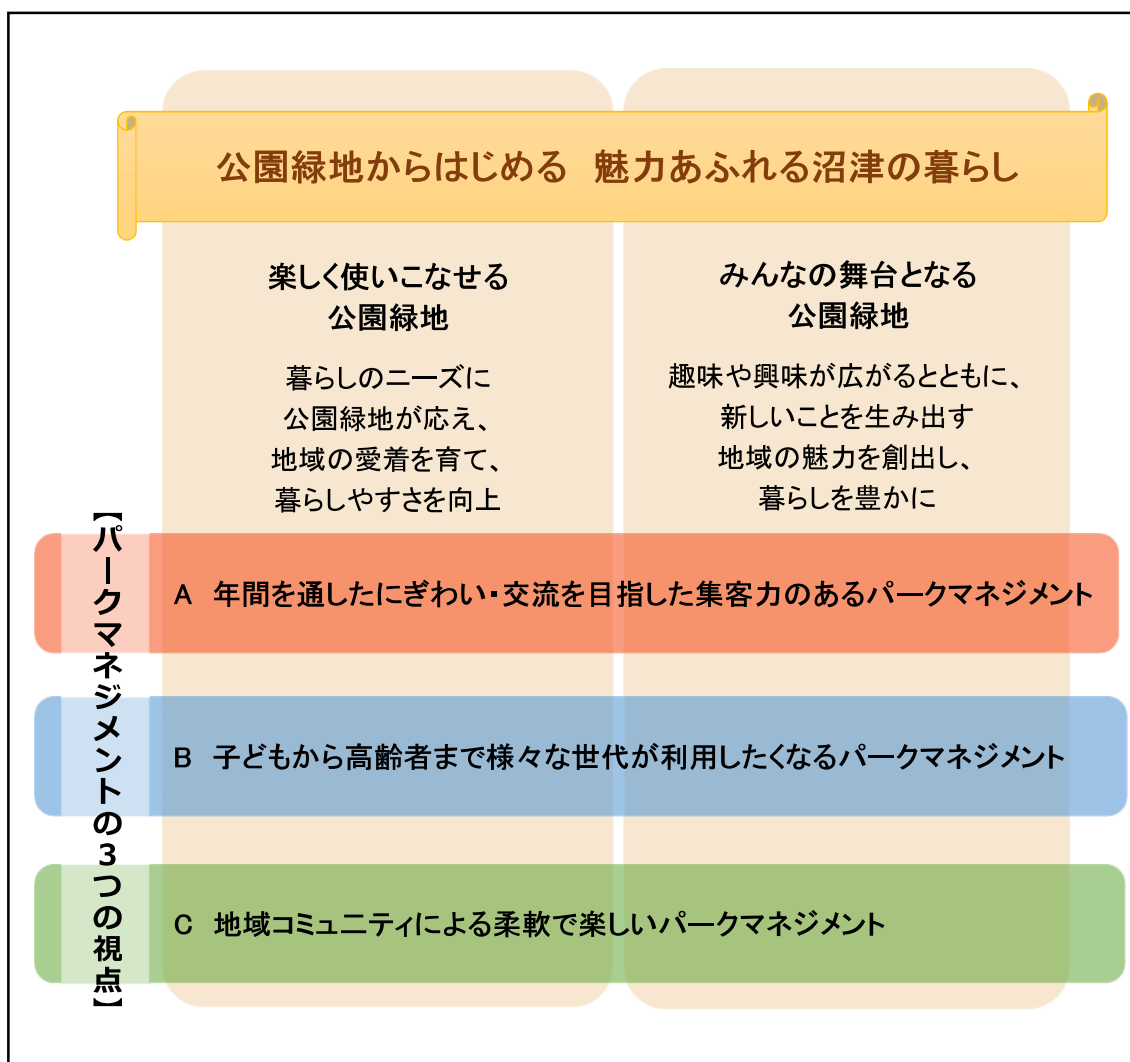 公園緑地からはじめる 魅力あふれる沼津の暮らし
楽しく使いこなせる
公園緑地
暮らしのニーズに
公園緑地が応え、
地域の愛着を育て、
暮らしやすさを向上
みんなの舞台となる
公園緑地
趣味や興味が広がるとともに、
新しいことを生み出す
地域の魅力を創出し、
暮らしを豊かに
【パークマネジメントの3つの視点】
A 年間を通したにぎわい・交流を目指した集客力のあるパークマネジメント
B 子どもから高齢者まで様々な世代が利用したくなるパークマネジメント
C 地域コミュニティによる柔軟で楽しいパークマネジメント